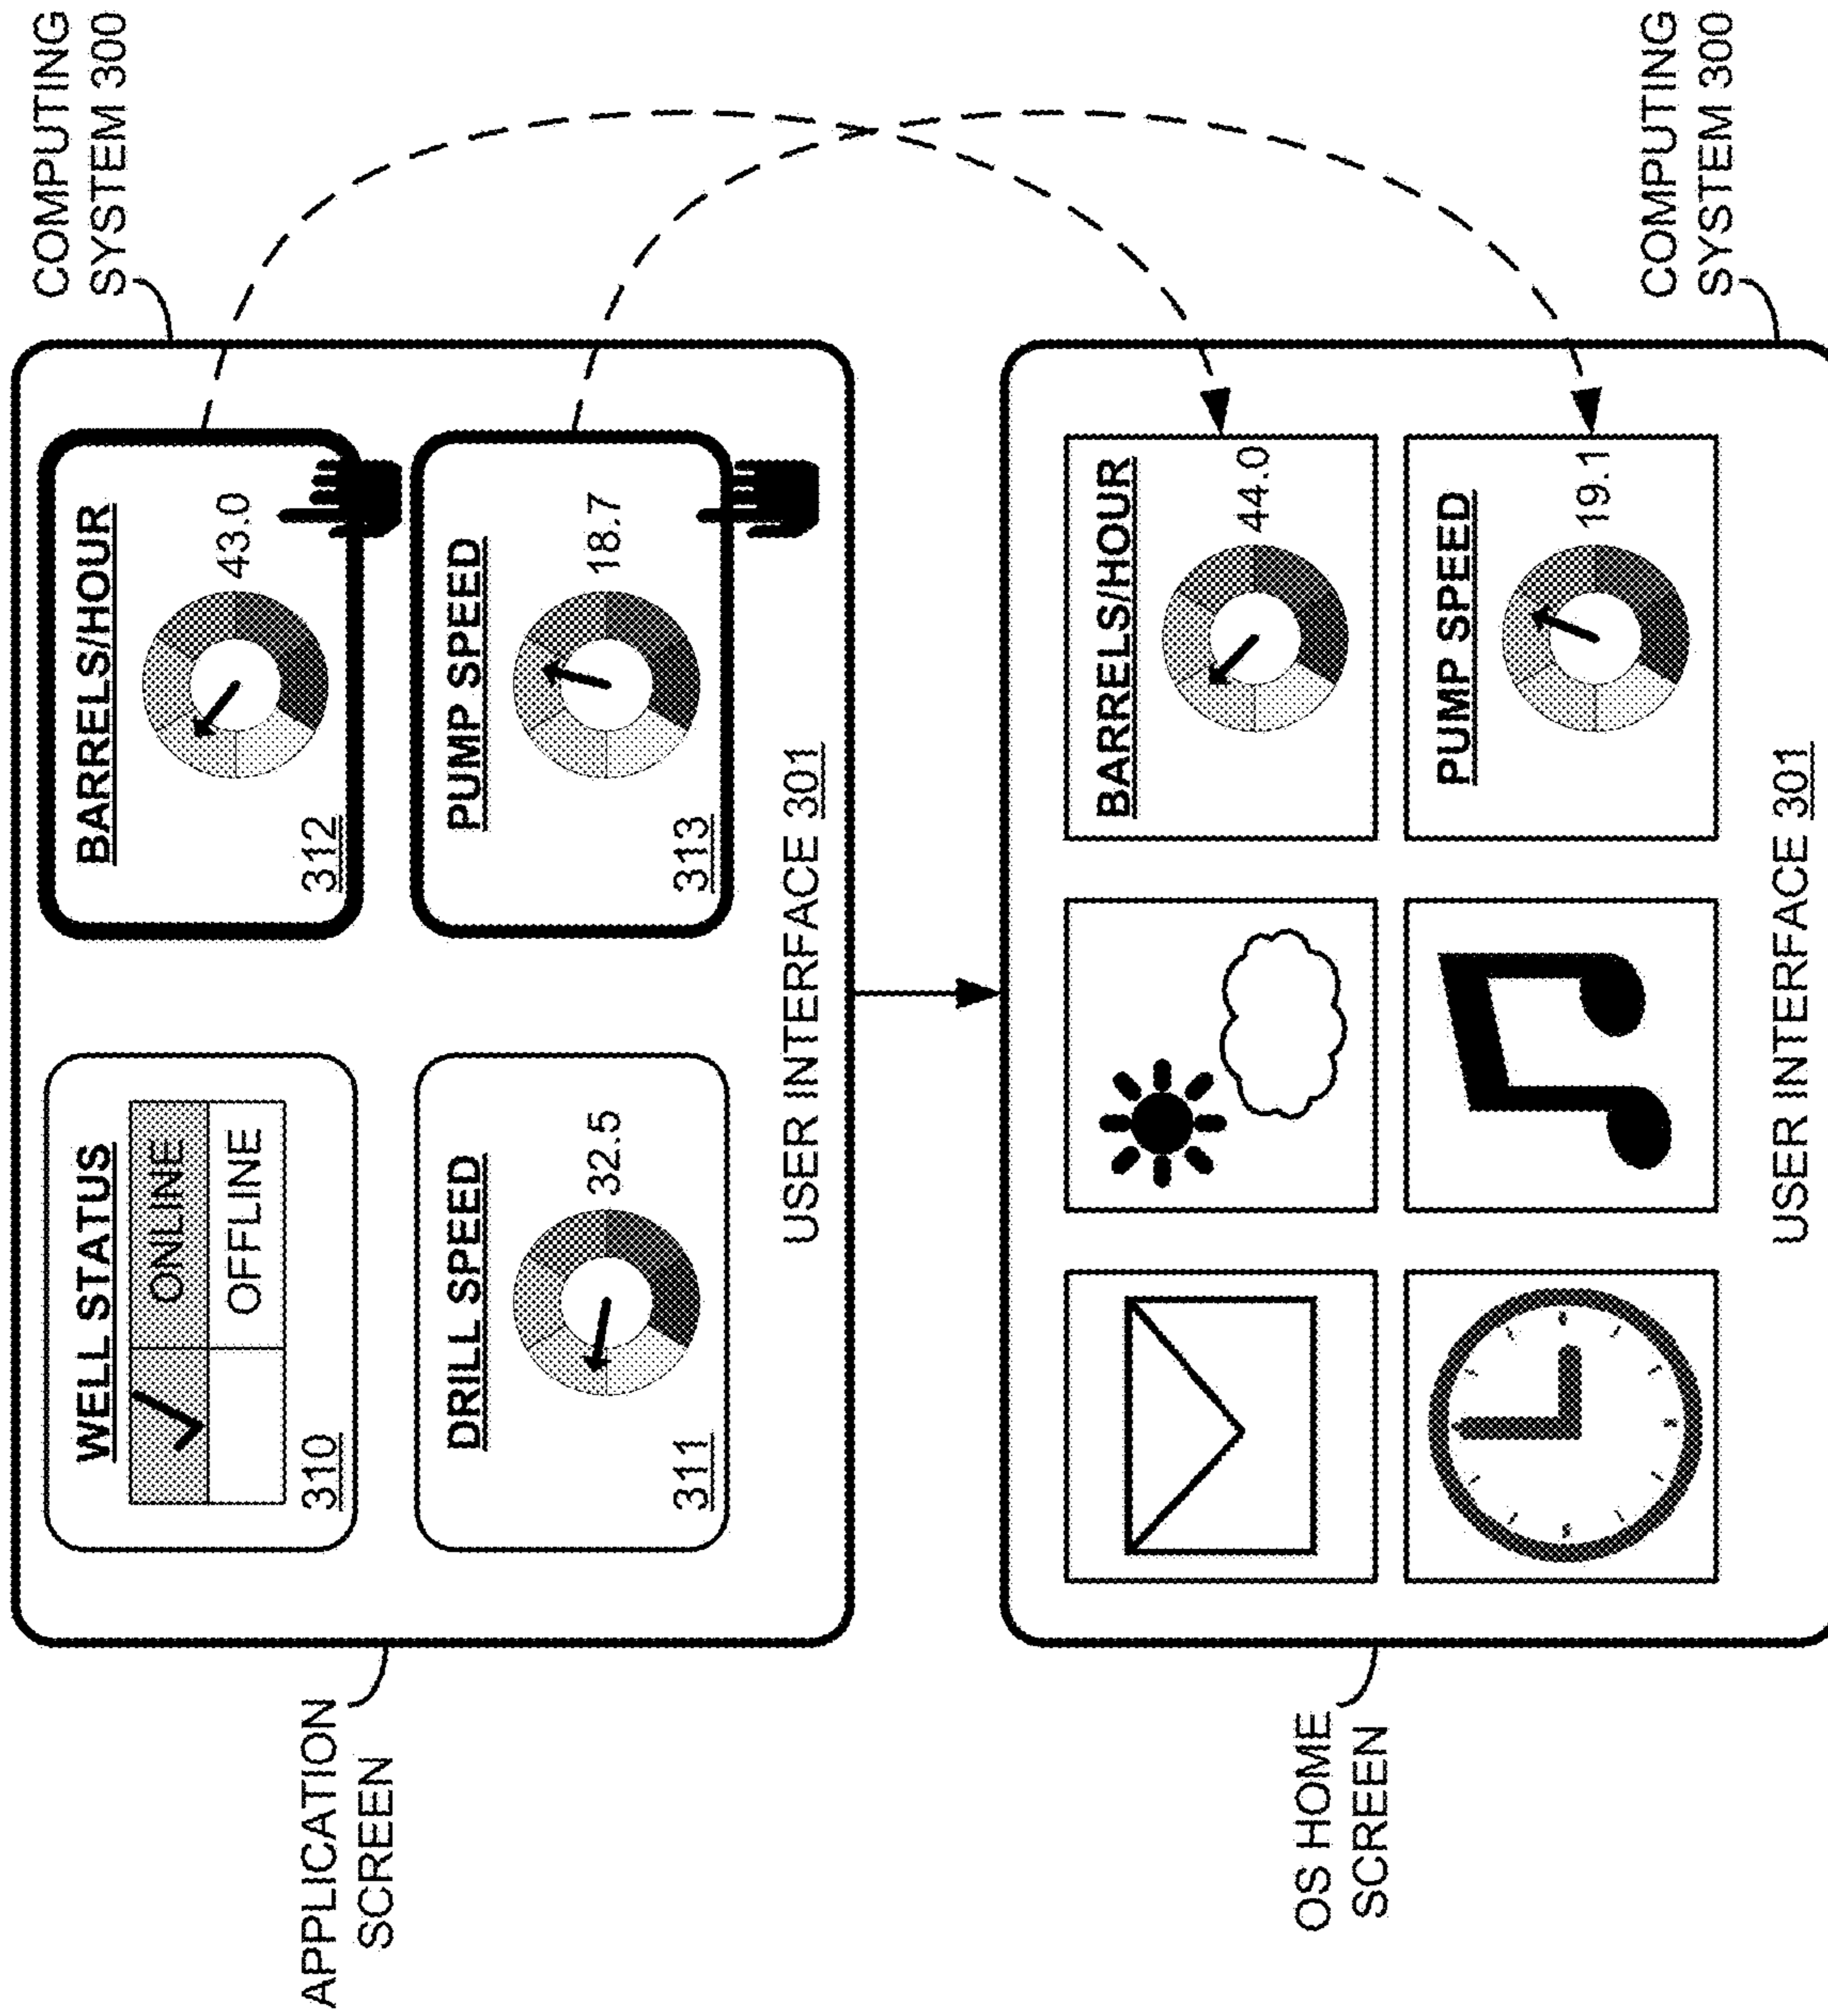 COMPUTING
SYSTEM 300
APPLICATION
SCREEN
WELL STATUS
ONLINE
OFFLINE
310
BARRELS/HOUR
43.0
312
DRILL SPEED
32.5
311
PUMP SPEED
18.7
313
USER INTERFACE 301
COMPUTING
SYSTEM 300
OS HOME
SCREEN
BARRELS/HOUR
44.0
PUMP SPEED
19.1
USER INTERFACE 301